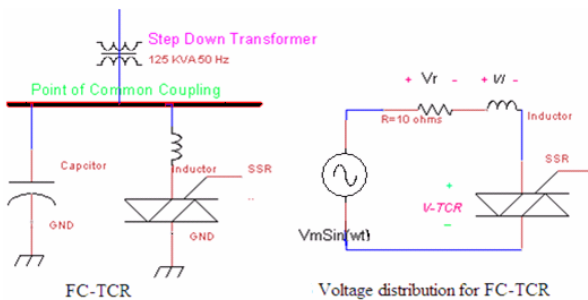 Step Down Transformer
125 KVA 50 Hz
Point of Common Coupling
Capcitor
GND
Inductor
SSR
GND
FC-TCR
+ Vr -
+ Vl -
R=10 ohms
Inductor
SSR
+
V-TCR
-
VmSin(wt)
Voltage distribution for FC-TCR